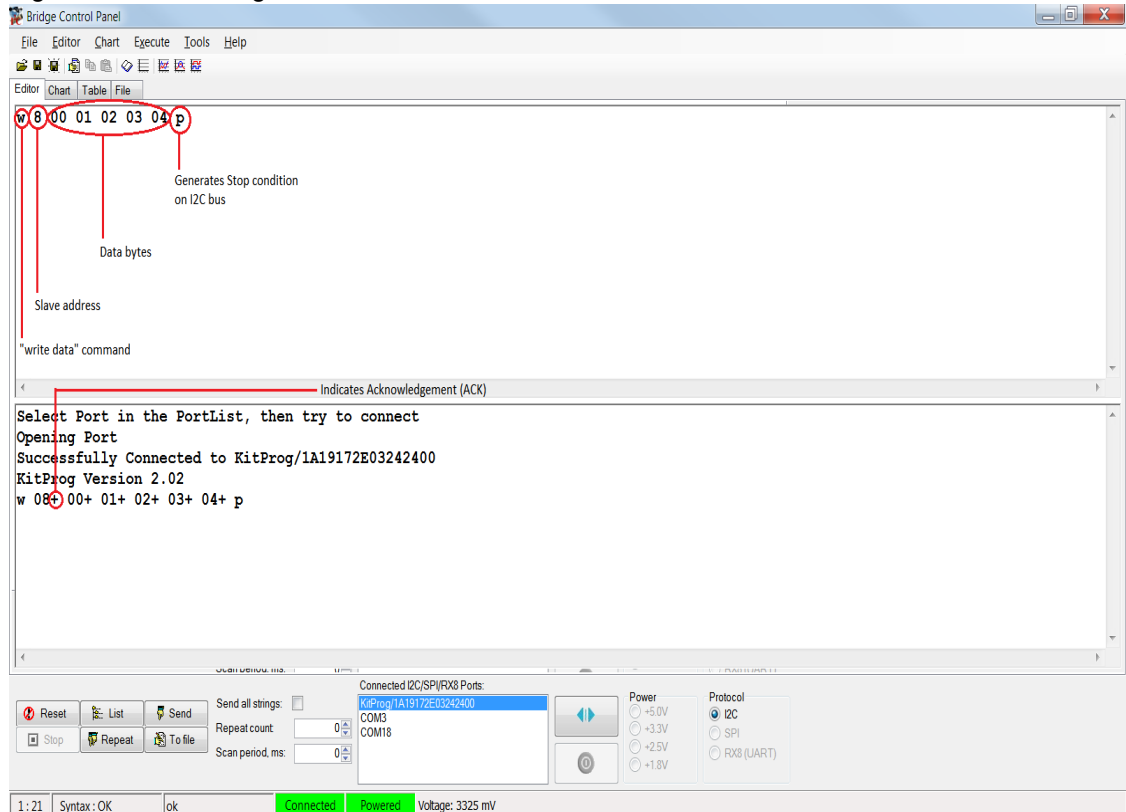 Bridge Control Panel
File Editor Chart Execute Tools Help
Editor Chart Table File
w 8 00 01 02 03 04 p
Generates Stop condition
on I2C bus
Data bytes
Slave address
"write data" command
Indicates Acknowledgement (ACK)
Select Port in the PortList, then try to connect
Opening Port
Successfully Connected to KitProg/1A19172E03242400
KitProg Version 2.02
w 08+ 00+ 01+ 02+ 03+ 04+ p
Connected I2C/SPI/RX8 Ports:
Reset List Send
Stop Repeat To file
Send all strings:
Repeat count: 0
Scan period, ms: 0
KitProg/1A19172E03242400
COM3
COM18
Power
+5.0V
+3.3V
+2.5V
+1.8V
Protocol
I2C
SPI
RX8 (UART)
1 : 21 Syntax : OK ok Connected Powered Voltage: 3325 mV